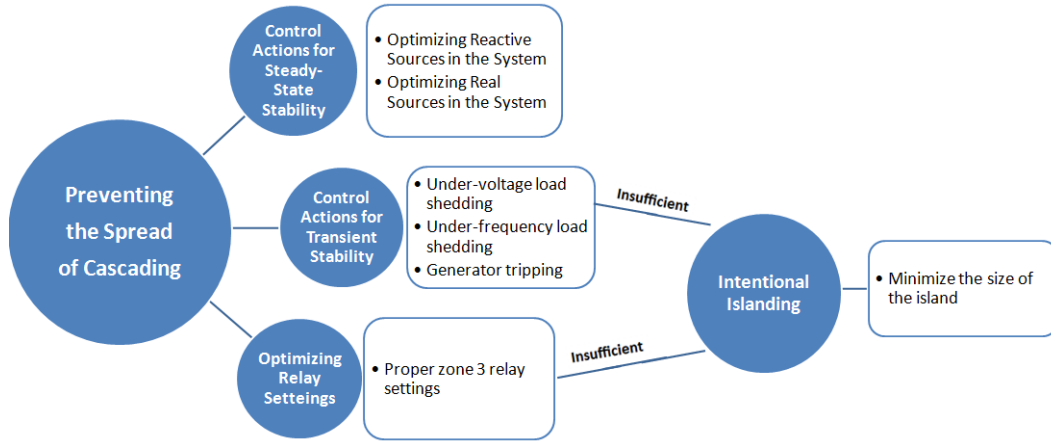 Control
Actions for
Steady-
State
Stability
• Optimizing Reactive
Sources in the System
• Optimizing Real
Sources in the System
Preventing
the Spread
of Cascading
Control
Actions for
Transient
Stability
• Under-voltage load
shedding
• Under-frequency load
shedding
• Generator tripping
Insufficient
Optimizing
Relay
Setteings
• Proper zone 3 relay
settings
Insufficient
Intentional
Islanding
• Minimize the size of
the island